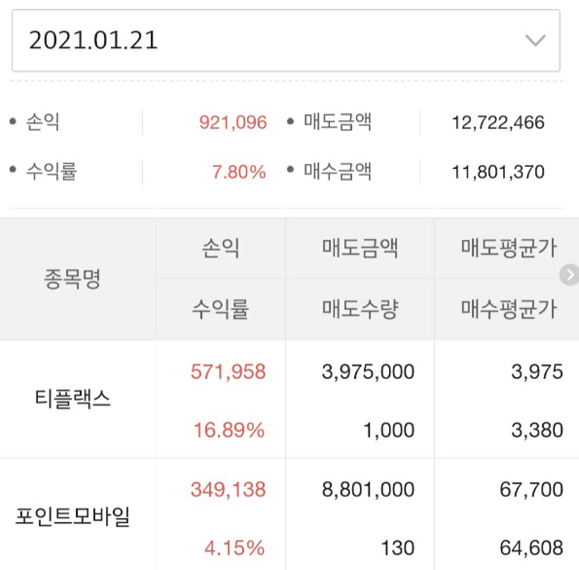 2021.01.21
• 손익 921,096 • 매도금액 12,722,466
• 수익률 7.80% • 매수금액 11,801,370
종목명 손익 매도금액 매도평균가
수익률 매도수량 매수평균가
티플랙스 571,958 3,975,000 3,975
16.89% 1,000 3,380
포인트모바일 349,138 8,801,000 67,700
4.15% 130 64,608